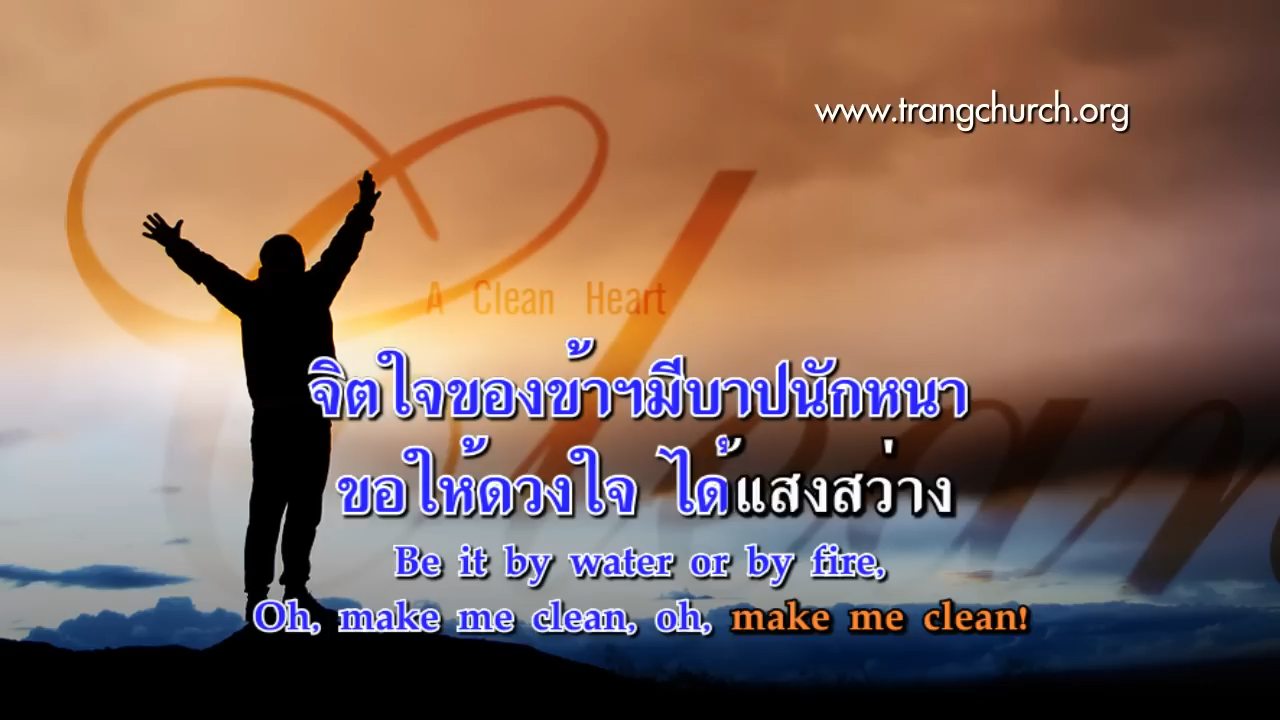 www.trangchurch.org
Clean
A Clean Heart
จิตใจของข้าฯมีบาปนักหนา
ขอให้ดวงใจ ได้แสงสว่าง
Be it by water or by fire,
Oh, make me clean, oh, make me clean!